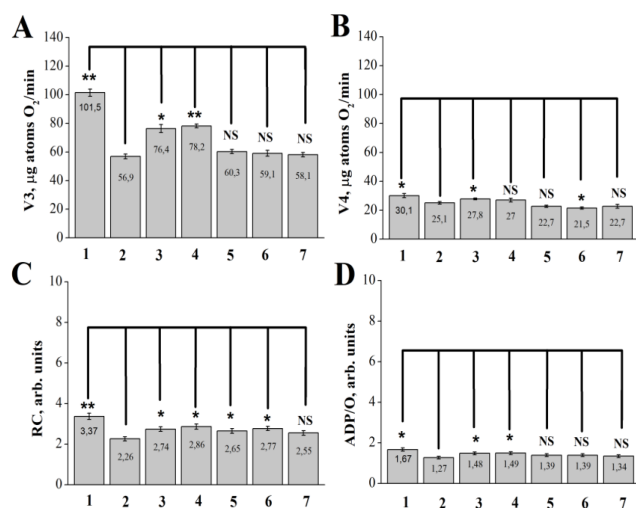 A
V3, µg atoms O2/min
140
120
100
80
60
40
20
0
** * ** NS NS NS
101,5 56,9 76,4 78,2 60,3 59,1 58,1
1 2 3 4 5 6 7
B
V4, µg atoms O2/min
140
120
100
80
60
40
20
0
* * NS NS * NS
30,1 25,1 27,8 27 22,7 21,5 22,7
1 2 3 4 5 6 7
C
RC, arb. units
10
8
6
4
2
0
** * * * * NS
3,37 2,26 2,74 2,86 2,65 2,77 2,55
1 2 3 4 5 6 7
D
ADP/O, arb. units
10
8
6
4
2
0
* * * NS NS NS
1,67 1,27 1,48 1,49 1,39 1,39 1,34
1 2 3 4 5 6 7